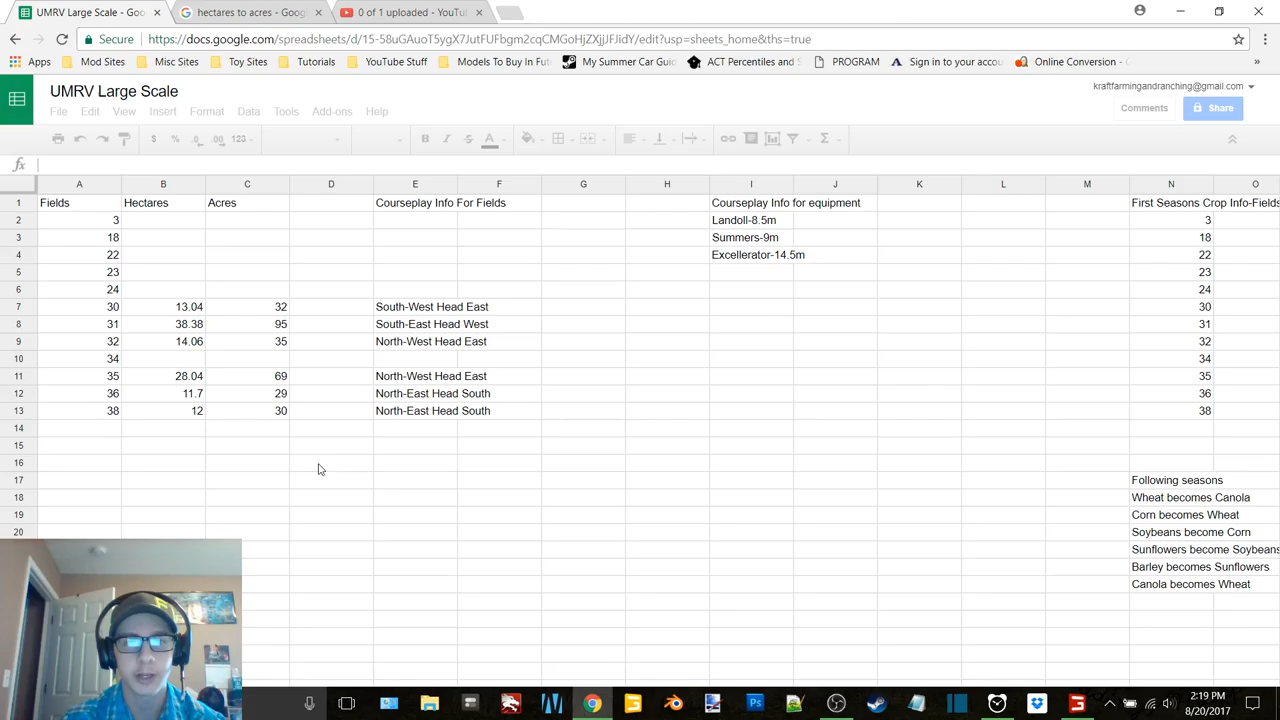 UMRV Large Scale - Goo
hectares to acres - Goog
0 of 1 uploaded - YouTu
Secure
https://docs.google.com/spreadsheets/d/15-58uGAuoT5ygX7JutFUFbgm2cqCMGoHjZXjjJFJidY/edit?usp=sheets_home&ths=true
Apps Mod Sites Misc Sites Toy Sites Tutorials YouTube Stuff Models To Buy In Fut My Summer Car Guid ACT Percentiles and S PROGRAM Sign in to your accou Online Conversion -
UMRV Large Scale
kraftfarmingandranching@gmail.com
File Edit View Insert Format Data Tools Add-ons Help
Comments Share
$ % .0 .00 123 B I S A Σ
fx
A B C D E F G H I J K L M N O
1 Fields Hectares Acres Courseplay Info For Fields Courseplay Info for equipment First Seasons Crop Info-Fields
2 3 Landoll-8.5m 3
3 18 Summers-9m 18
4 22 Excellerator-14.5m 22
5 23 23
6 24 24
7 30 13.04 32 South-West Head East 30
8 31 38.38 95 South-East Head West 31
9 32 14.06 35 North-West Head East 32
10 34 34
11 35 28.04 69 North-West Head East 35
12 36 11.7 29 North-East Head South 36
13 38 12 30 North-East Head South 38
14
15
16
17 Following seasons
18 Wheat becomes Canola
19 Corn becomes Wheat
20 Soybeans become Corn
Sunflowers become Soybeans
Barley becomes Sunflowers
Canola becomes Wheat
2:19 PM
8/20/2017